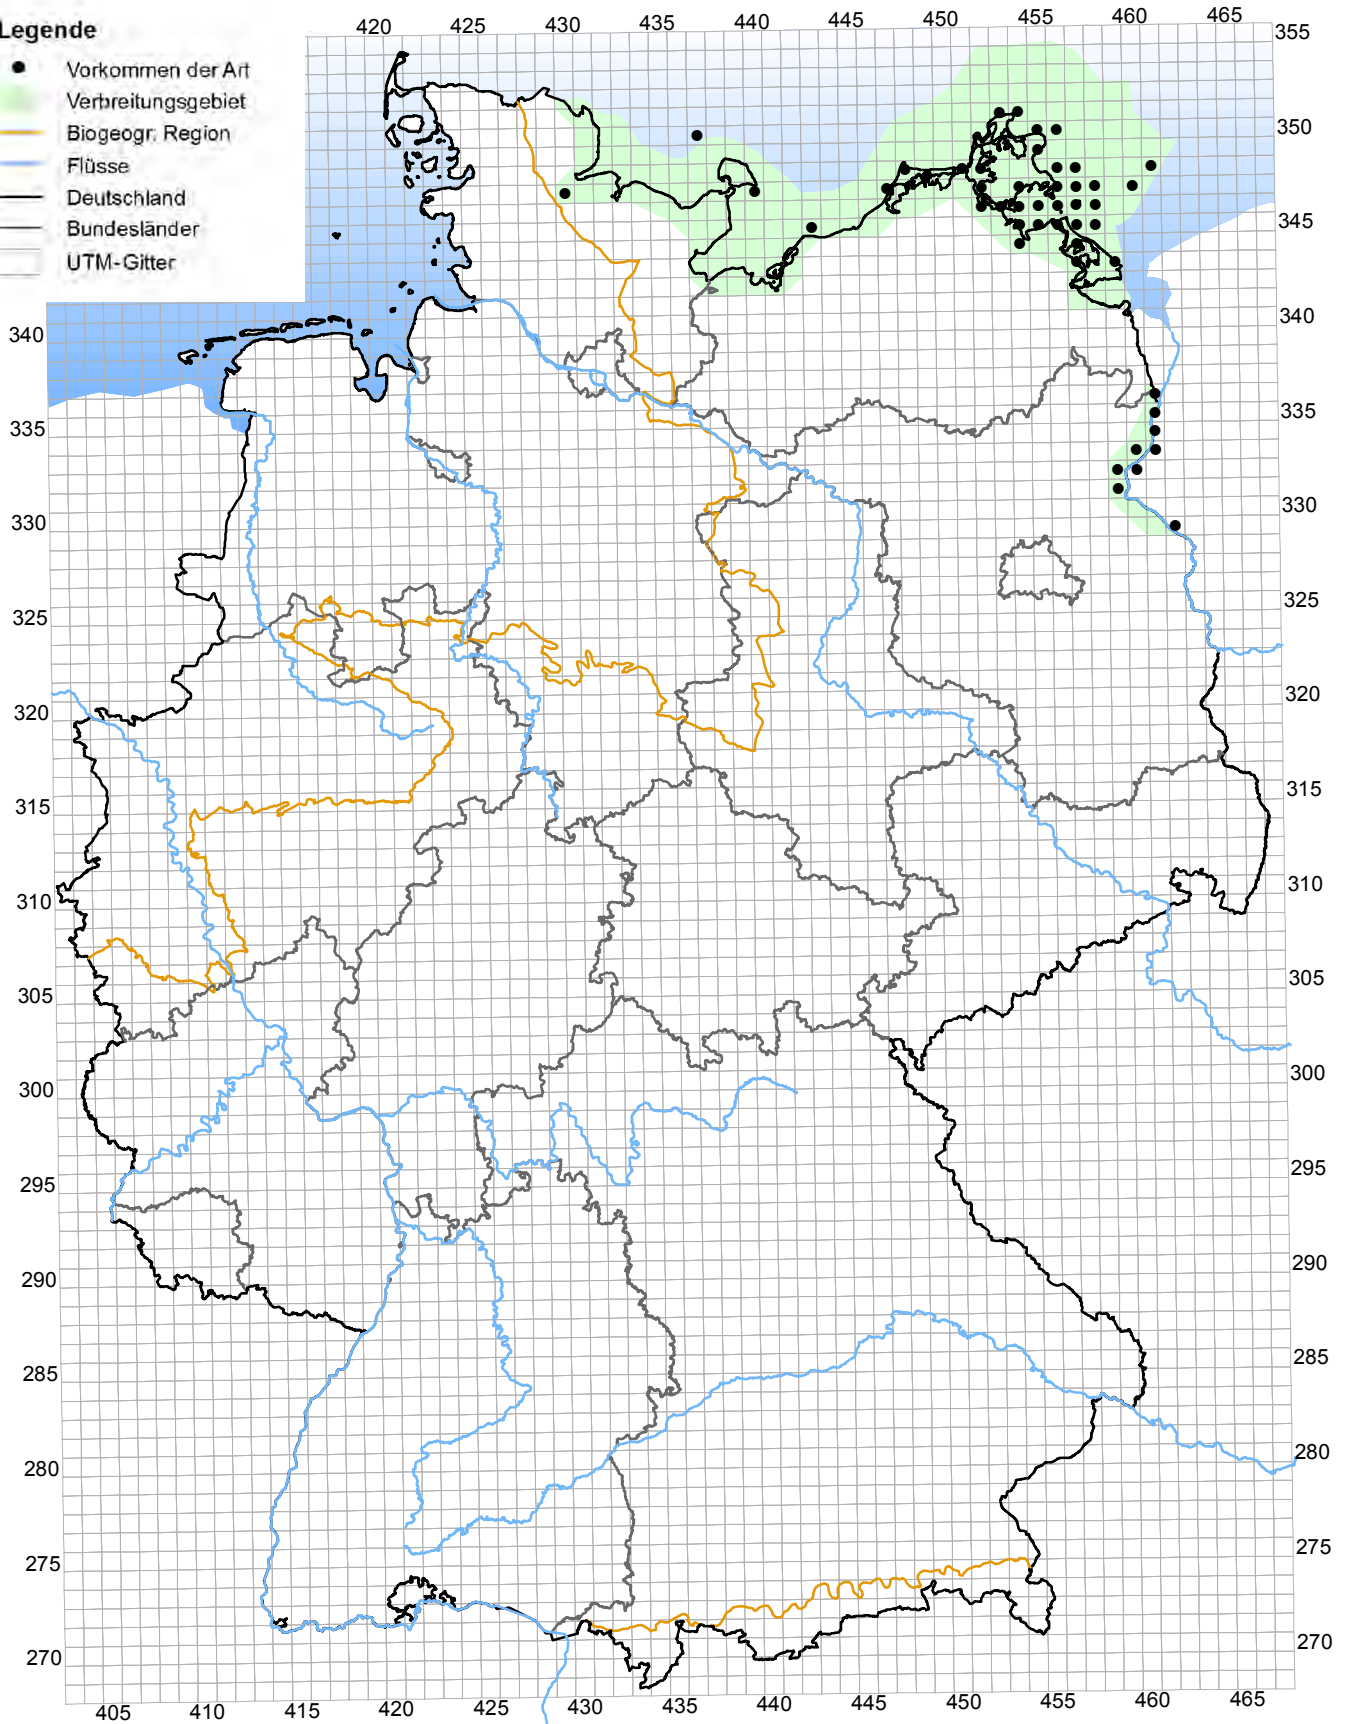 Legende
Vorkommen der Art
Verbreitungsgebiet
Biogeogr. Region
Flüsse
Deutschland
Bundesländer
UTM-Gitter
420 425 430 435 440 445 450 455 460 465
355
350
345
340 340
335 335
330 330
325 325
320 320
315 315
310 310
305 305
300 300
295 295
290 290
285 285
280 280
275 275
270 270
405 410 415 420 425 430 435 440 445 450 455 460 465